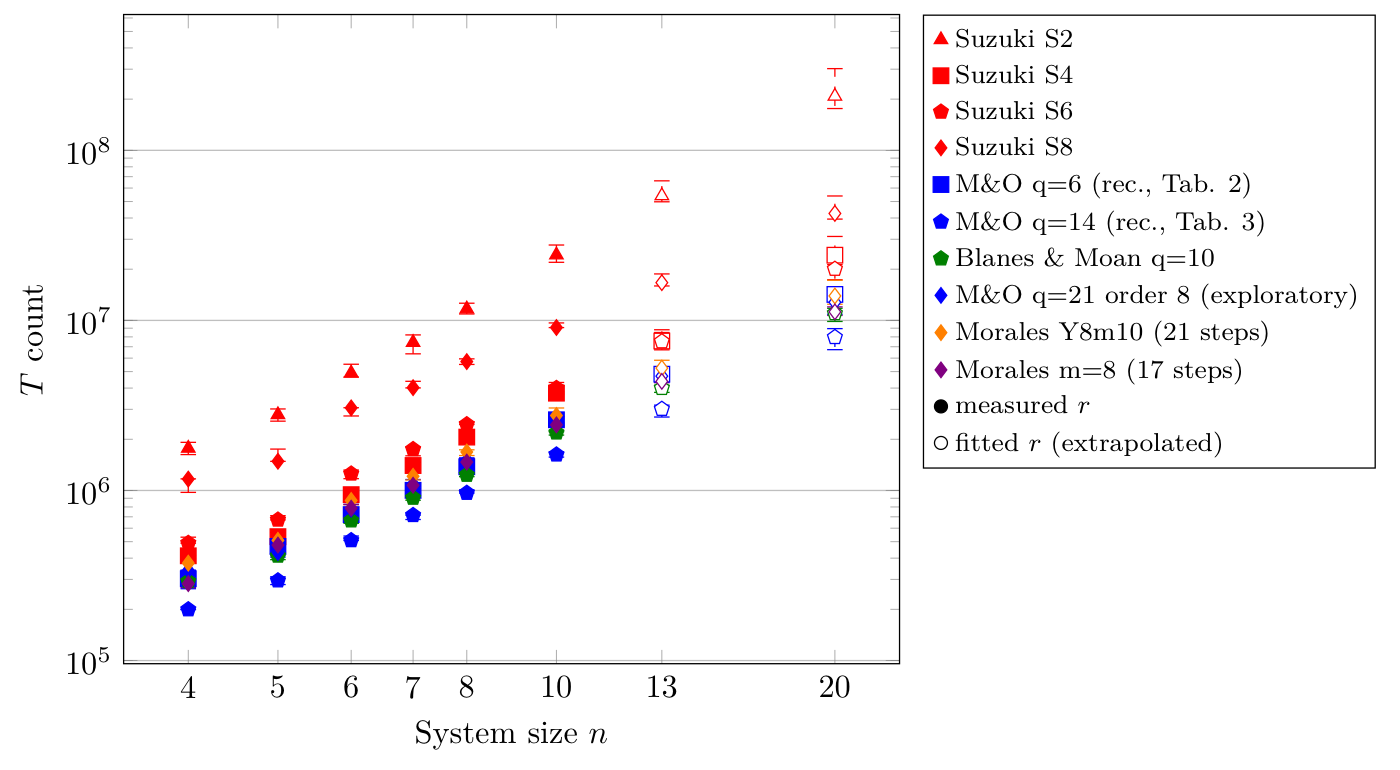 T count
10^8
10^7
10^6
10^5
4 5 6 7 8 10 13 20
System size n
Suzuki S2
Suzuki S4
Suzuki S6
Suzuki S8
M&O q=6 (rec., Tab. 2)
M&O q=14 (rec., Tab. 3)
Blanes & Moan q=10
M&O q=21 order 8 (exploratory)
Morales Y8m10 (21 steps)
Morales m=8 (17 steps)
measured r
fitted r (extrapolated)